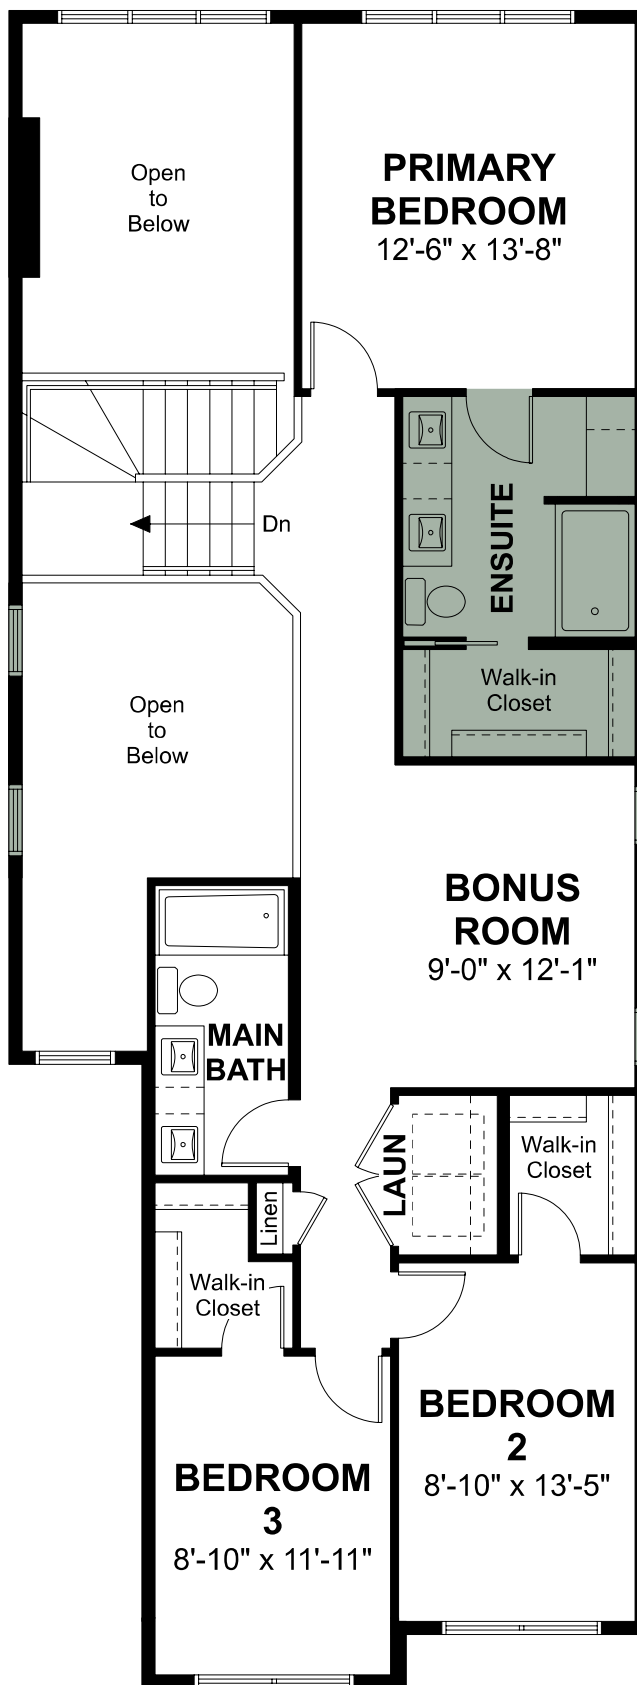 Open
to
Below
PRIMARY
BEDROOM
12'-6" x 13'-8"
Dn
ENSUITE
Walk-in
Closet
Open
to
Below
BONUS
ROOM
9'-0" x 12'-1"
MAIN
BATH
LAUN
Walk-in
Closet
Linen
Walk-in
Closet
BEDROOM
2
8'-10" x 13'-5"
BEDROOM
3
8'-10" x 11'-11"